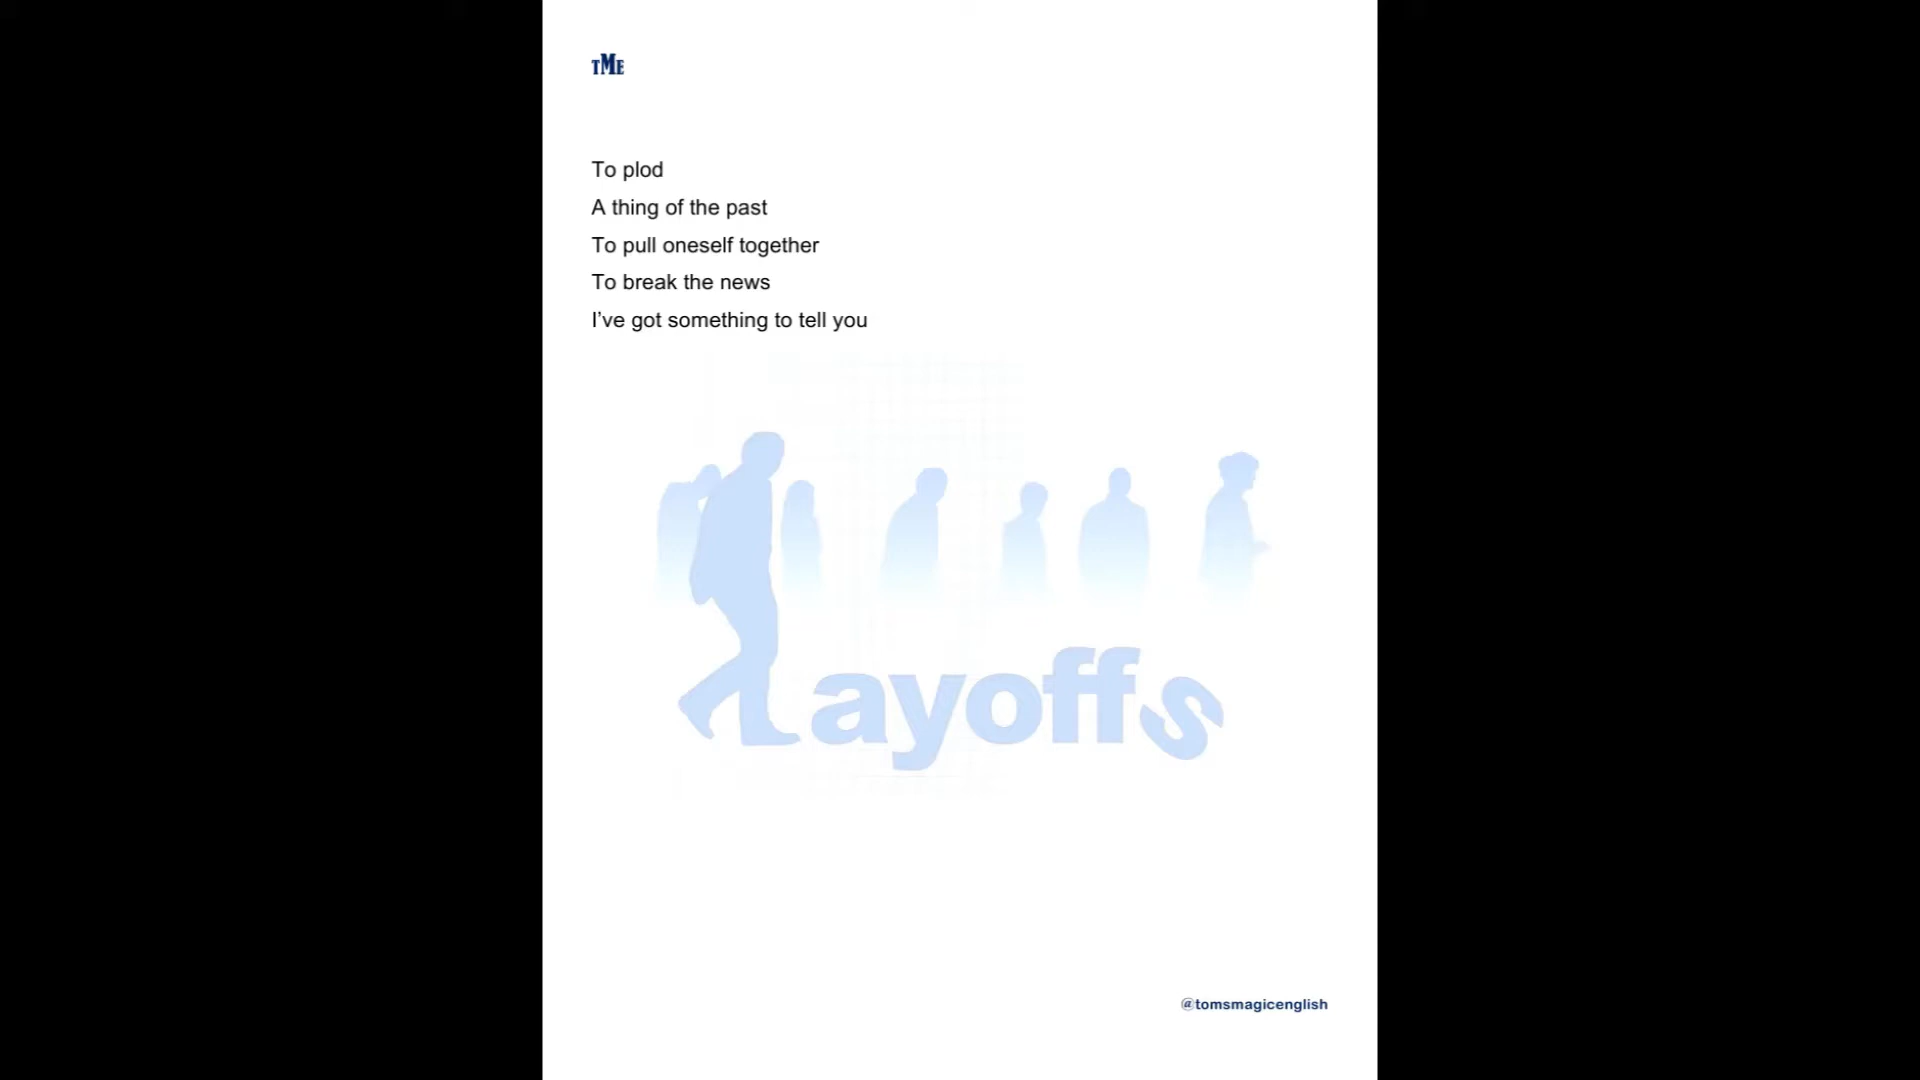 TME
To plod
A thing of the past
To pull oneself together
To break the news
I’ve got something to tell you
ayoffs
@tomsmagicenglish